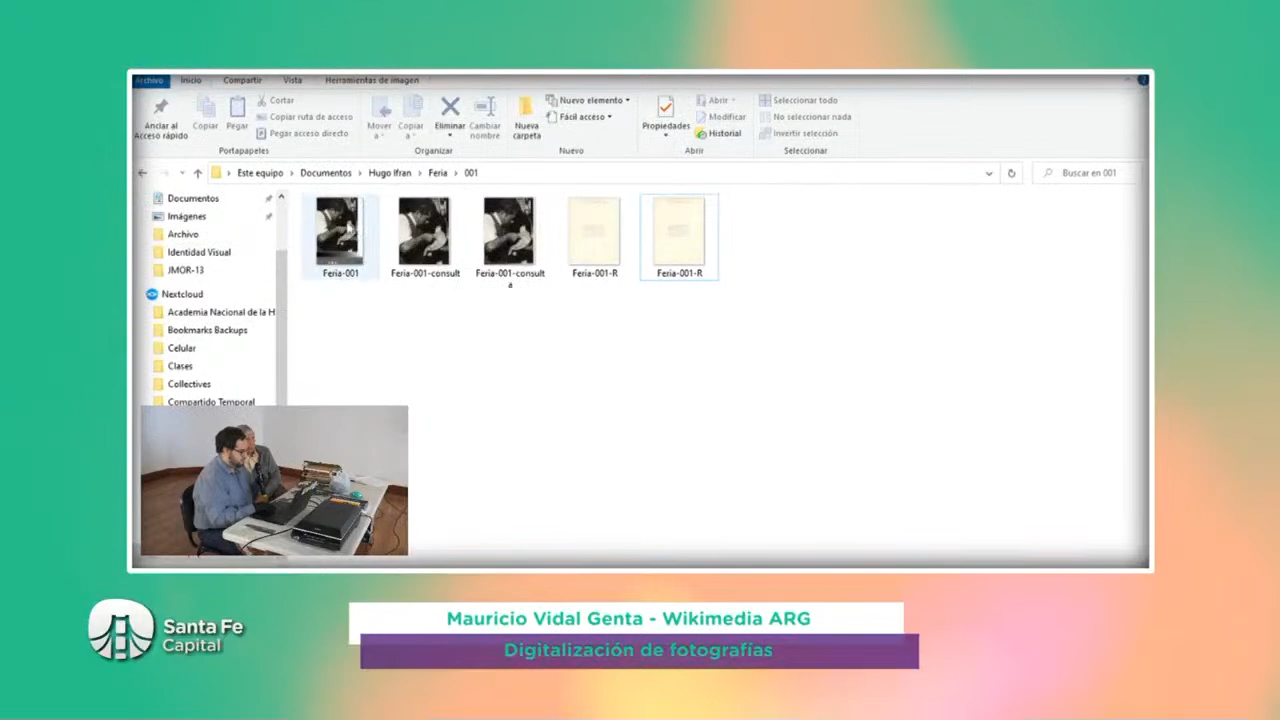 Archivo Inicio Compartir Vista Herramientas de imagen
Anclar al Acceso rápido
Copiar
Pegar
Cortar
Copiar ruta de acceso
Pegar acceso directo
Portapapeles
Mover a
Copiar a
Eliminar
Cambiar nombre
Organizar
Nueva carpeta
Nuevo elemento
Fácil acceso
Nuevo
Propiedades
Abrir
Modificar
Historial
Abrir
Seleccionar todo
No seleccionar nada
Invertir selección
Seleccionar
Este equipo > Documentos > Hugo Ifran > Feria > 001
Buscar en 001
Documentos
Imágenes
Archivo
Identidad Visual
JMOR-13
Nextcloud
Academia Nacional de la H
Bookmarks Backups
Celular
Clases
Collectives
Compartido Temporal
Feria-001
Feria-001-consult
Feria-001-consulta
Feria-001-R
Feria-001-R
Santa Fe
Capital
Mauricio Vidal Genta - Wikimedia ARG
Digitalización de fotografías